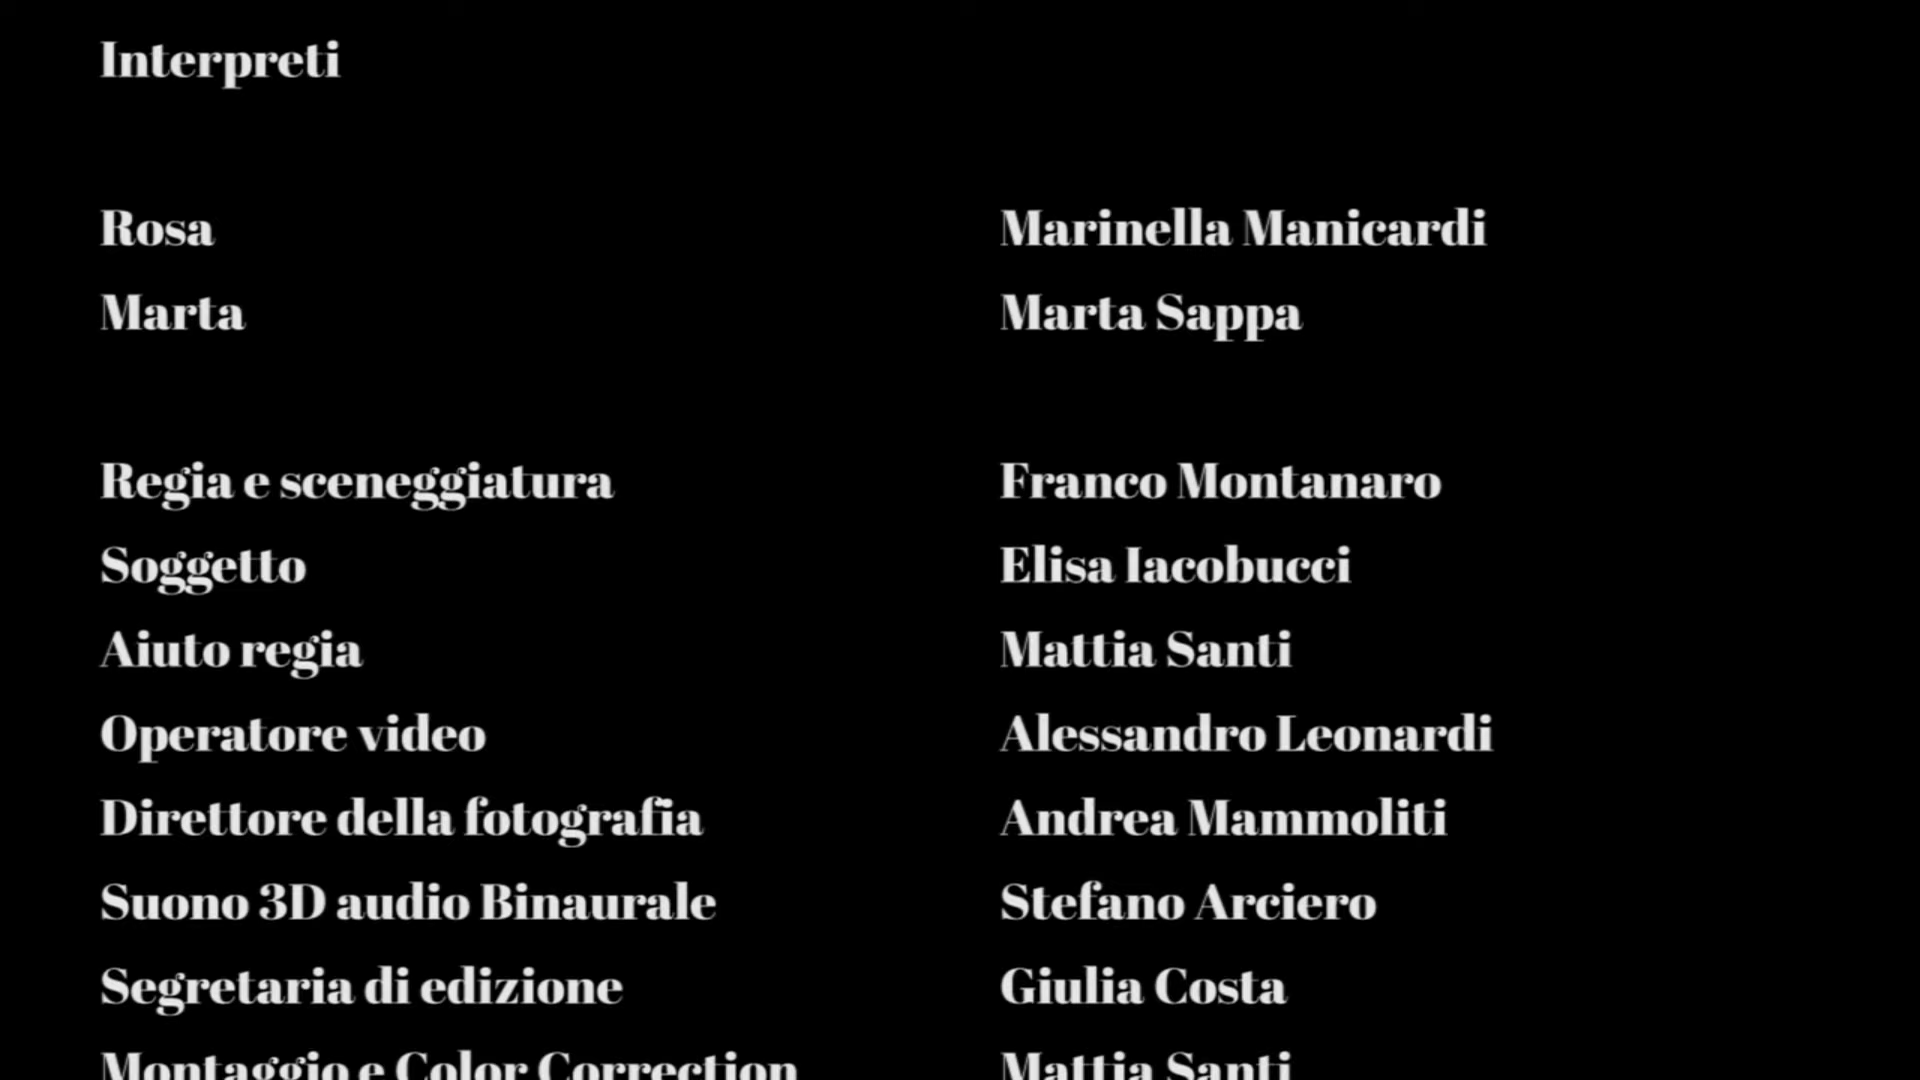 Interpreti
Rosa Marinella Manicardi
Marta Marta Sappa
Regia e sceneggiatura Franco Montanaro
Soggetto Elisa Iacobucci
Aiuto regia Mattia Santi
Operatore video Alessandro Leonardi
Direttore della fotografia Andrea Mammoliti
Suono 3D audio Binaurale Stefano Arciero
Segretaria di edizione Giulia Costa
Montaggio e Color Correction Mattia Santi